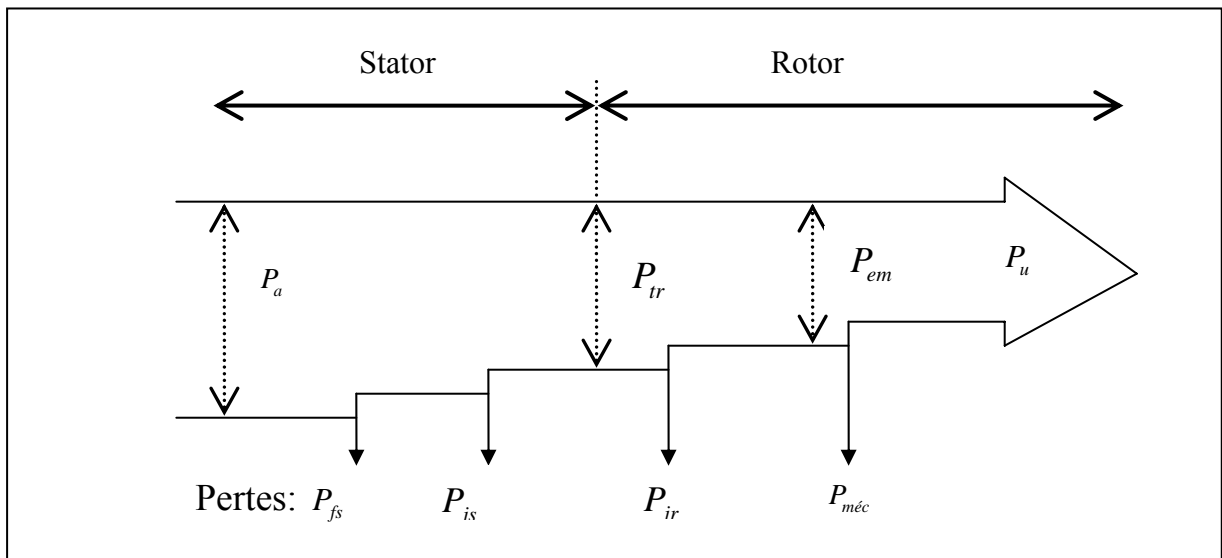 Stator Rotor
P_a P_tr P_em P_u
Pertes: P_fs P_is P_ir P_méc